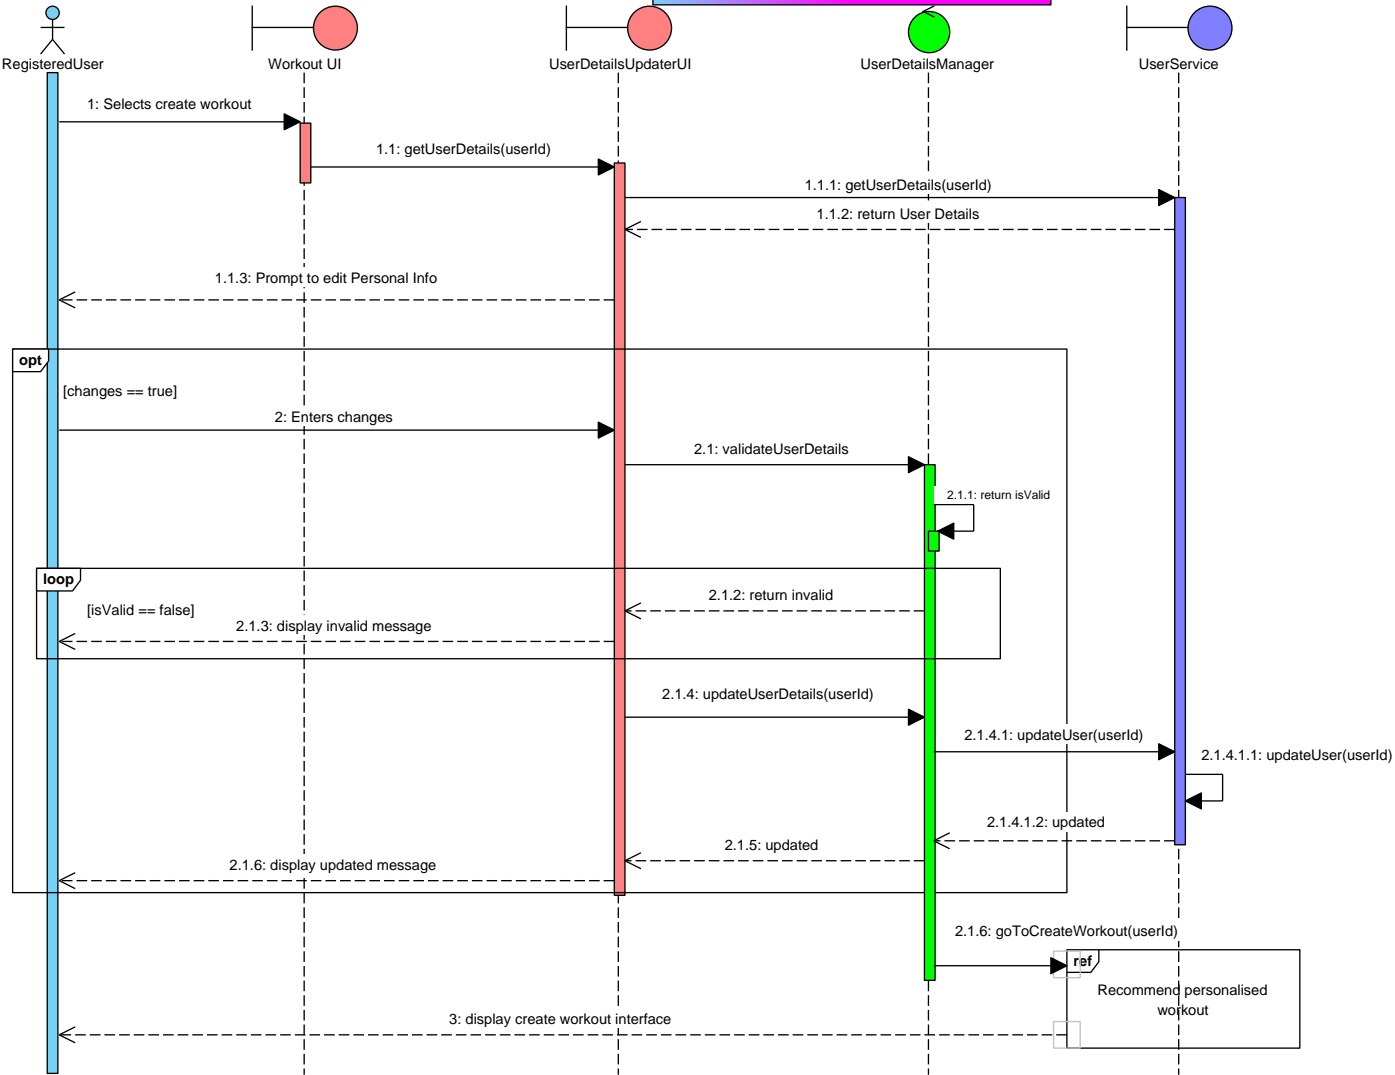 RegisteredUser
Workout UI
UserDetailsUpdaterUI
UserDetailsManager
UserService
1: Selects create workout
1.1: getUserDetails(userId)
1.1.1: getUserDetails(userId)
1.1.2: return User Details
1.1.3: Prompt to edit Personal Info
opt
[changes == true]
2: Enters changes
2.1: validateUserDetails
2.1.1: return isValid
loop
[isValid == false]
2.1.2: return invalid
2.1.3: display invalid message
2.1.4: updateUserDetails(userId)
2.1.4.1: updateUser(userId)
2.1.4.1.1: updateUser(userId)
2.1.4.1.2: updated
2.1.5: updated
2.1.6: display updated message
2.1.6: goToCreateWorkout(userId)
ref
Recommend personalised
workout
3: display create workout interface